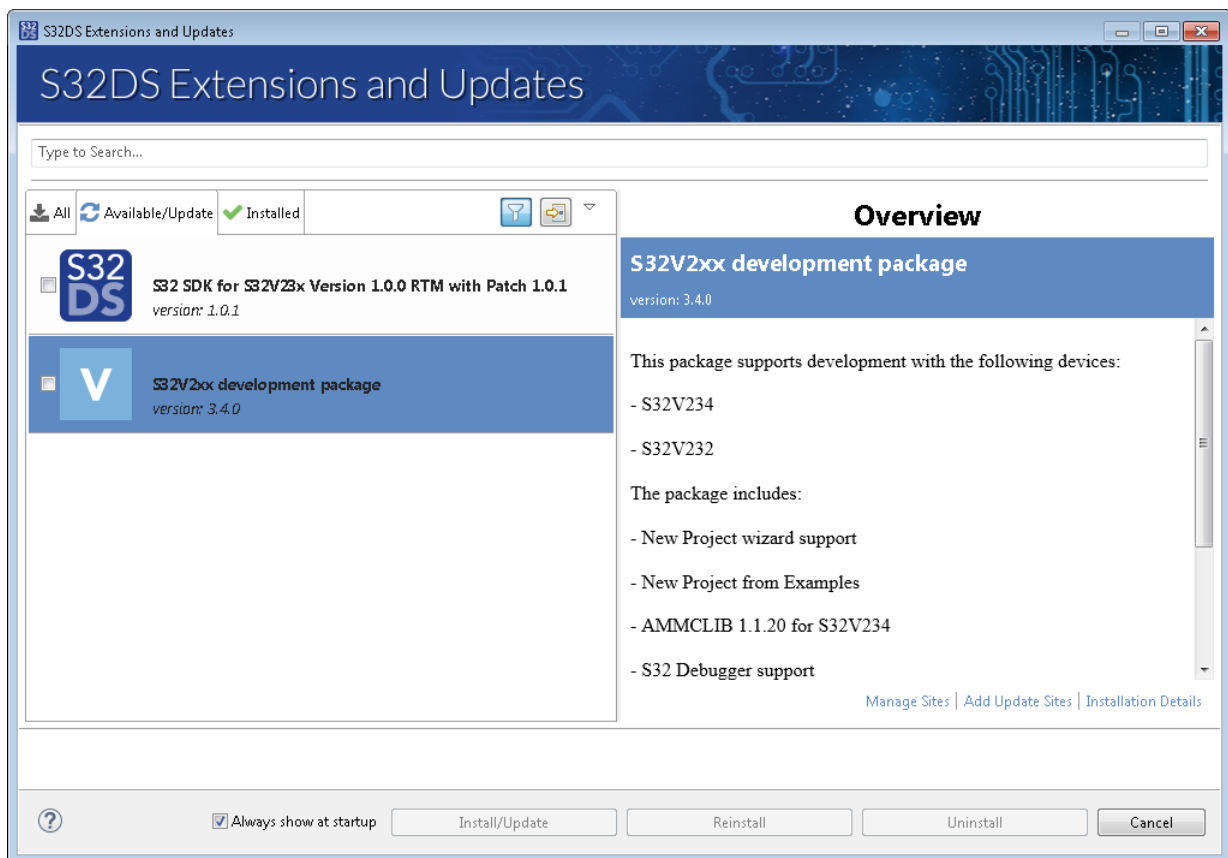 S32DS Extensions and Updates
S32DS Extensions and Updates
Type to Search...
All Available/Update Installed
S32 DS
S32 SDK for S32V23x Version 1.0.0 RTM with Patch 1.0.1
version: 1.0.1
V
S32V2xx development package
version: 3.4.0
Overview
S32V2xx development package
version: 3.4.0
This package supports development with the following devices:
- S32V234
- S32V232
The package includes:
- New Project wizard support
- New Project from Examples
- AMMCLIB 1.1.20 for S32V234
- S32 Debugger support
Manage Sites | Add Update Sites | Installation Details
? Always show at startup Install/Update Reinstall Uninstall Cancel